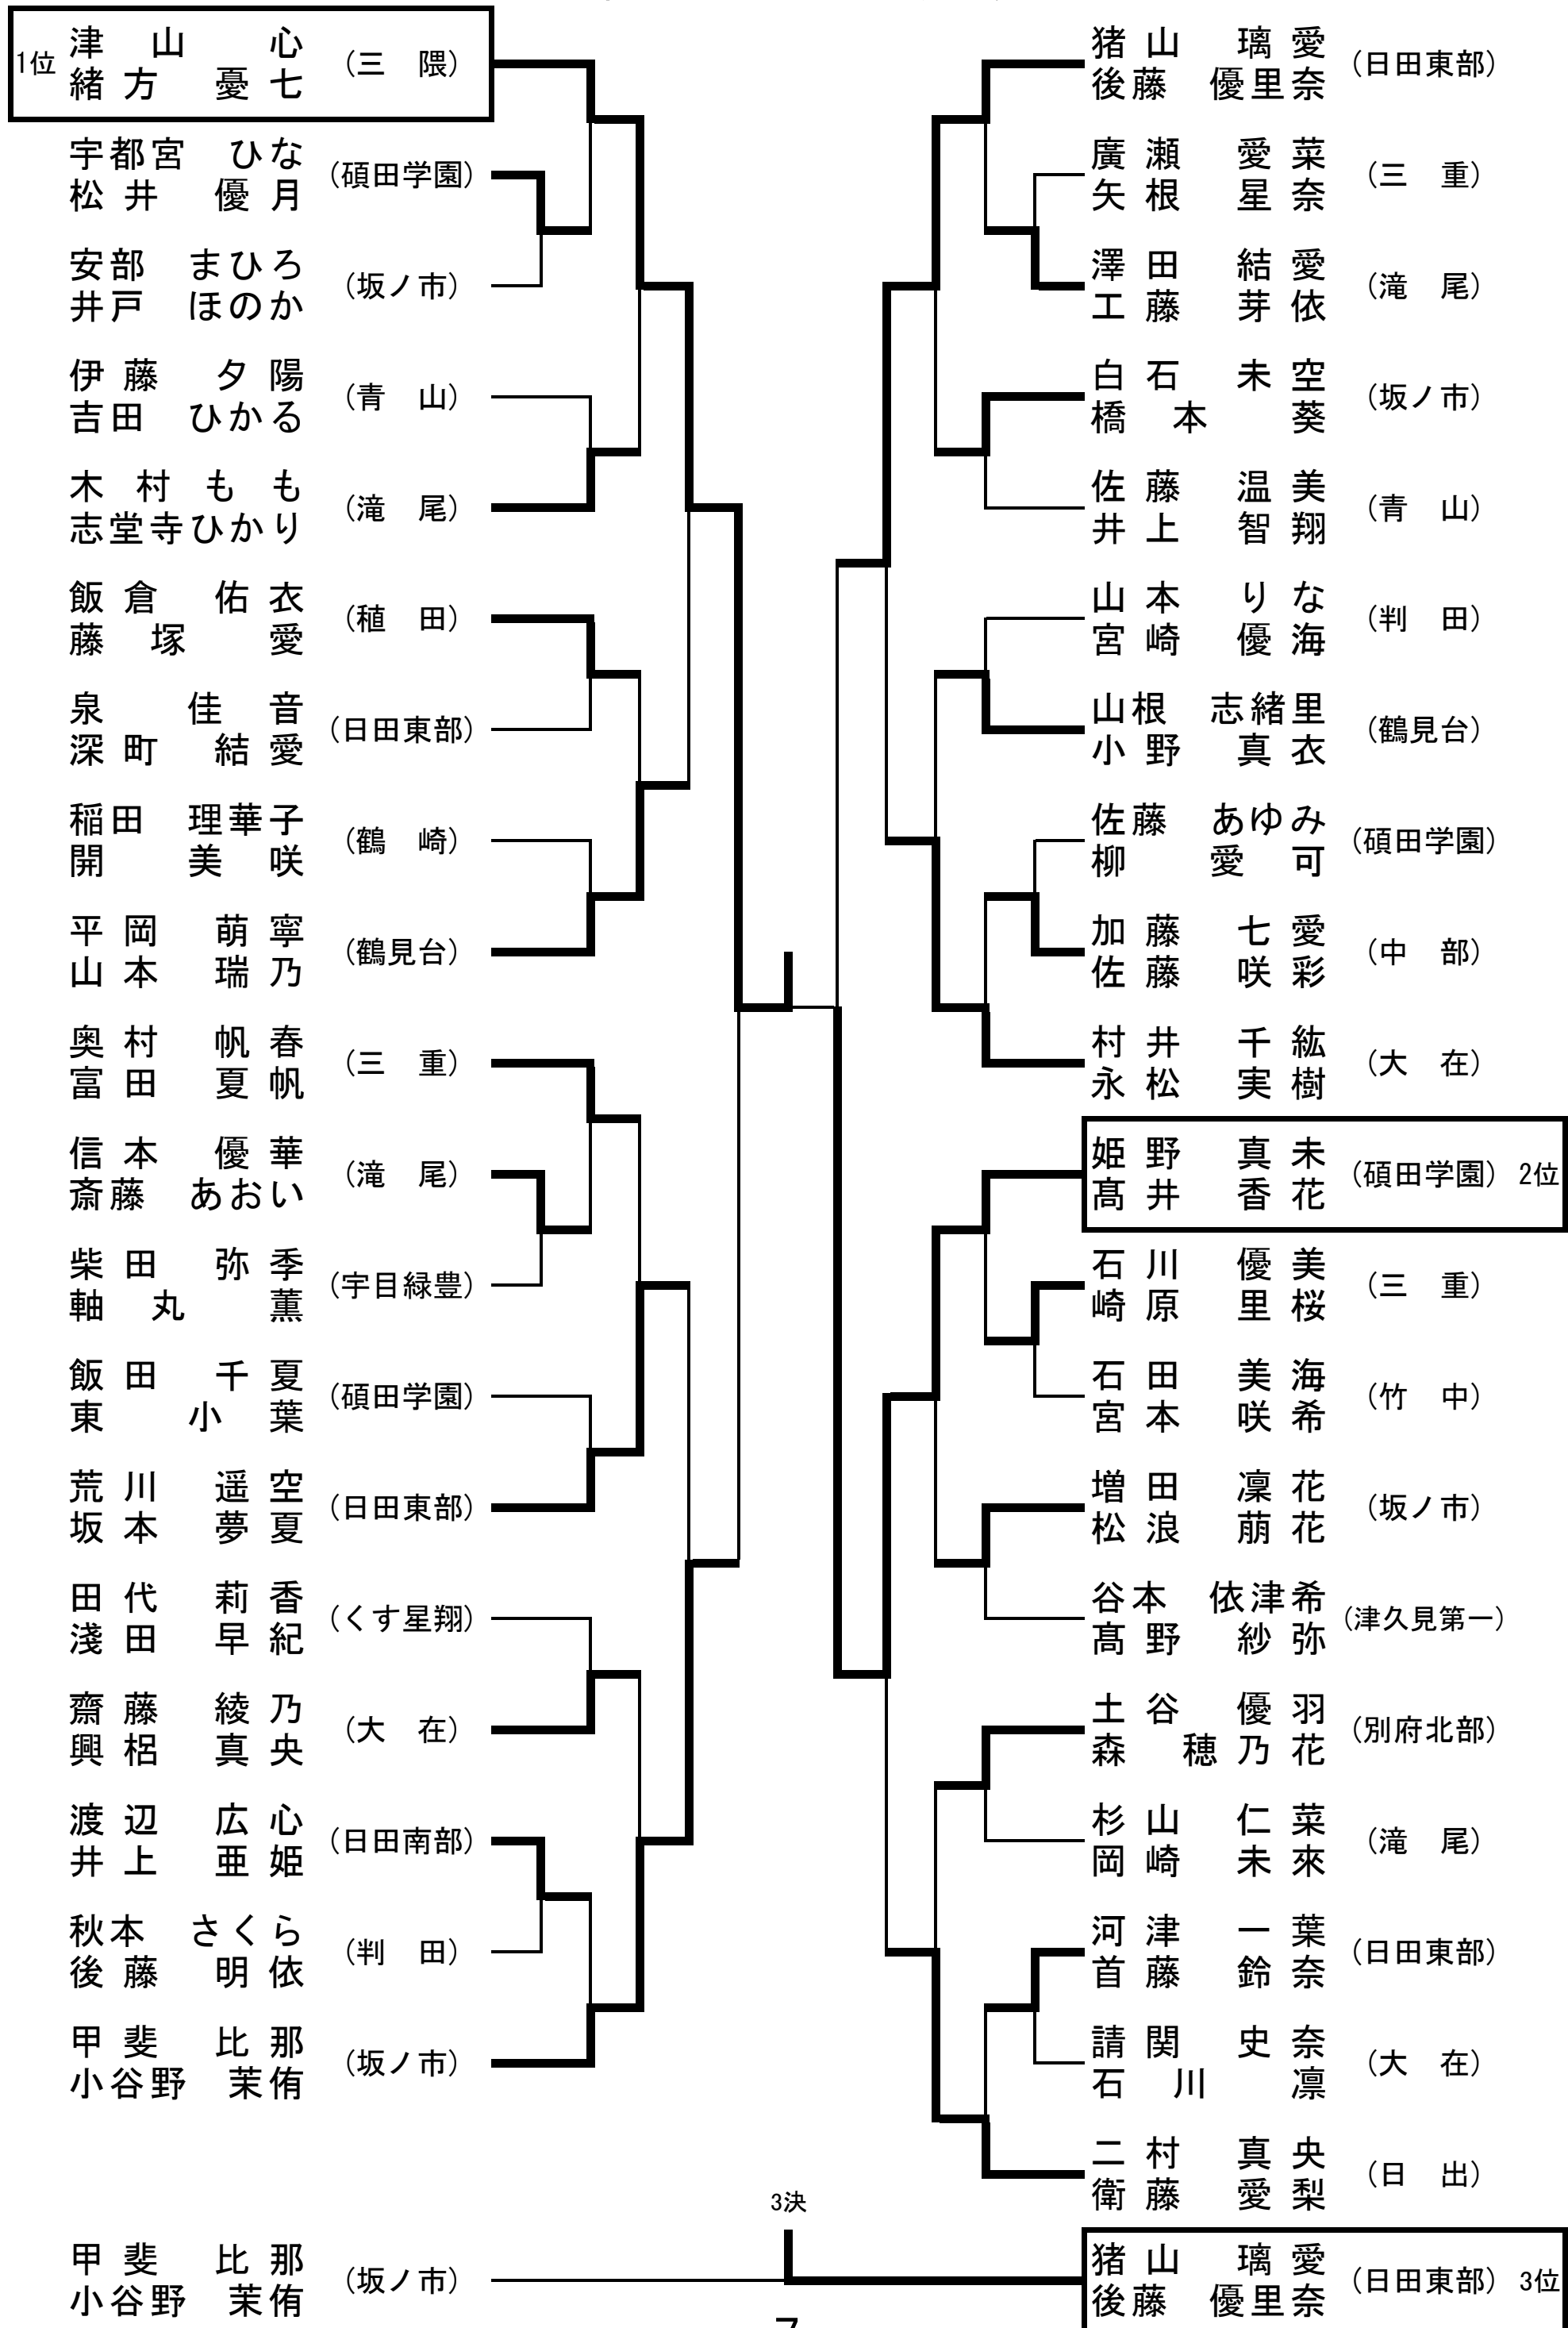 1位 津山 心 (三 隈)
緒方 憂七
宇都宮 ひな (碩田学園)
松井 優月
安部 まひろ (坂ノ市)
井戸 ほのか
伊藤 夕陽 (青 山)
吉田 ひかる
木村 もも (滝 尾)
志堂寺ひかり
飯倉 佑衣 (稙 田)
藤塚 愛
泉 佳音 (日田東部)
深町 結愛
稲田 理華子 (鶴 崎)
開 美咲
平岡 萌寧 (鶴見台)
山本 瑞乃
奥村 帆春 (三 重)
富田 夏帆
信本 優華 (滝 尾)
斎藤 あおい
柴田 弥季 (宇目緑豊)
軸丸 薫
飯田 千夏 (碩田学園)
東 小葉
荒川 遥空 (日田東部)
坂本 夢夏
田代 莉香 (くす星翔)
淺田 早紀
齋藤 綾乃 (大 在)
興梠 真央
渡辺 広心 (日田南部)
井上 亜姫
秋本 さくら (判 田)
後藤 明依
甲斐 比那 (坂ノ市)
小谷野 茉侑
猪山 璃愛 (日田東部)
後藤 優里奈
廣瀬 愛菜 (三 重)
矢根 星奈
澤田 結愛 (滝 尾)
工藤 芽依
白石 未空 (坂ノ市)
橋本 葵
佐藤 温美 (青 山)
井上 智翔
山本 りな (判 田)
宮崎 優海
山根 志緒里 (鶴見台)
小野 真衣
佐藤 あゆみ (碩田学園)
柳 愛可
加藤 七愛 (中 部)
佐藤 咲彩
村井 千紘 (大 在)
永松 実樹
姫野 真未 (碩田学園) 2位
髙井 香花
石川 優美 (三 重)
崎原 里桜
石田 美海 (竹 中)
宮本 咲希
増田 凜花 (坂ノ市)
松浪 萠花
谷本 依津希 (津久見第一)
髙野 紗弥
土谷 優羽 (別府北部)
森 穂乃花
杉山 仁菜 (滝 尾)
岡崎 未來
河津 一葉 (日田東部)
首藤 鈴奈
請関 史奈 (大 在)
石川 凛
二村 真央 (日 出)
衛藤 愛梨
3決
甲斐 比那 (坂ノ市)
小谷野 茉侑
猪山 璃愛 (日田東部) 3位
後藤 優里奈